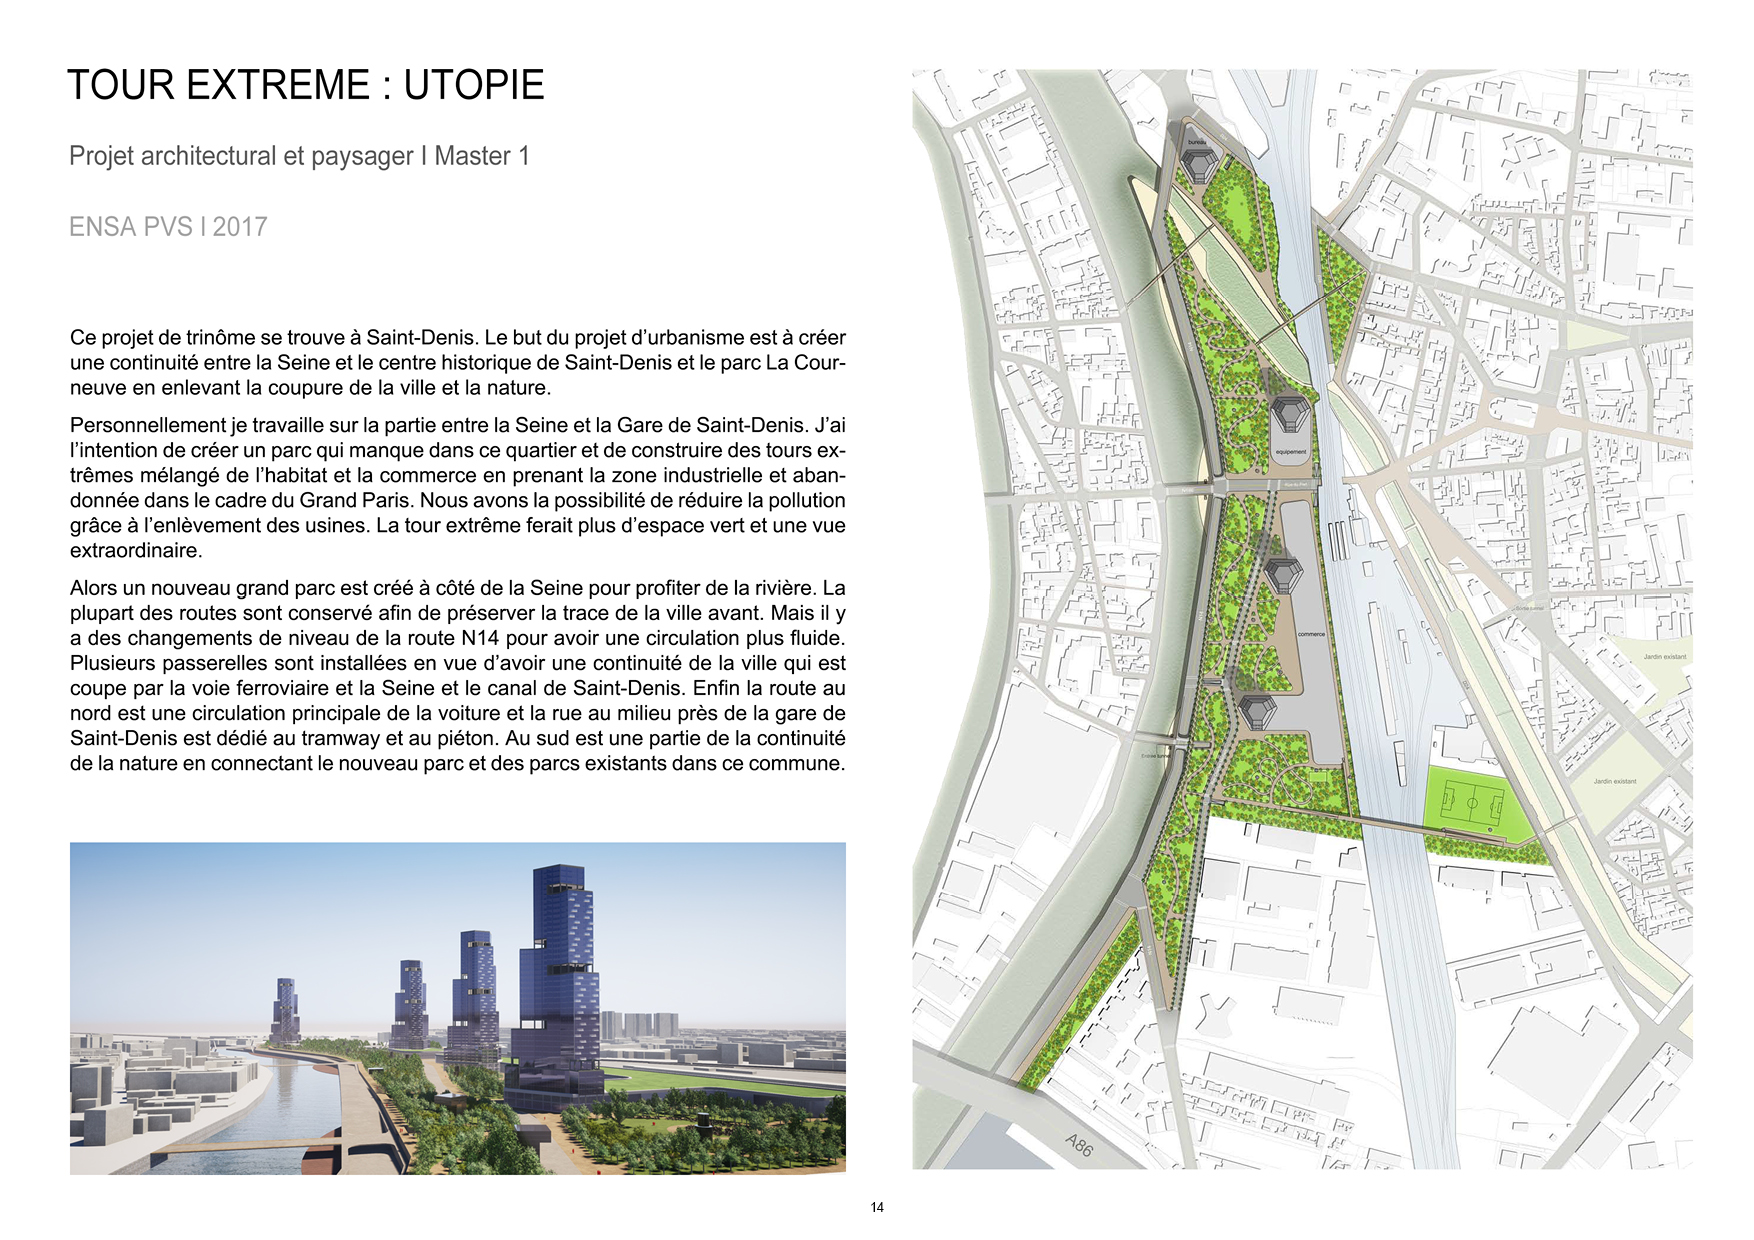 TOUR EXTREME : UTOPIE
Projet architectural et paysager I Master 1
ENSA PVS I 2017
Ce projet de trinôme se trouve à Saint-Denis. Le but du projet d’urbanisme est à créer
une continuité entre la Seine et le centre historique de Saint-Denis et le parc La Cour-
neuve en enlevant la coupure de la ville et la nature.
Personnellement je travaille sur la partie entre la Seine et la Gare de Saint-Denis. J’ai
l’intention de créer un parc qui manque dans ce quartier et de construire des tours ex-
trêmes mélangé de l’habitat et la commerce en prenant la zone industrielle et aban-
donnée dans le cadre du Grand Paris. Nous avons la possibilité de réduire la pollution
grâce à l’enlèvement des usines. La tour extrême ferait plus d’espace vert et une vue
extraordinaire.
Alors un nouveau grand parc est créé à côté de la Seine pour profiter de la rivière. La
plupart des routes sont conservé afin de préserver la trace de la ville avant. Mais il y
a des changements de niveau de la route N14 pour avoir une circulation plus fluide.
Plusieurs passerelles sont installées en vue d’avoir une continuité de la ville qui est
coupe par la voie ferroviaire et la Seine et le canal de Saint-Denis. Enfin la route au
nord est une circulation principale de la voiture et la rue au milieu près de la gare de
Saint-Denis est dédié au tramway et au piéton. Au sud est une partie de la continuité
de la nature en connectant le nouveau parc et des parcs existants dans ce commune.
bureau
equipement
commerce
Entrée tunnel
Sortie tunnel
Jardin existant
Jardin existant
A86
14